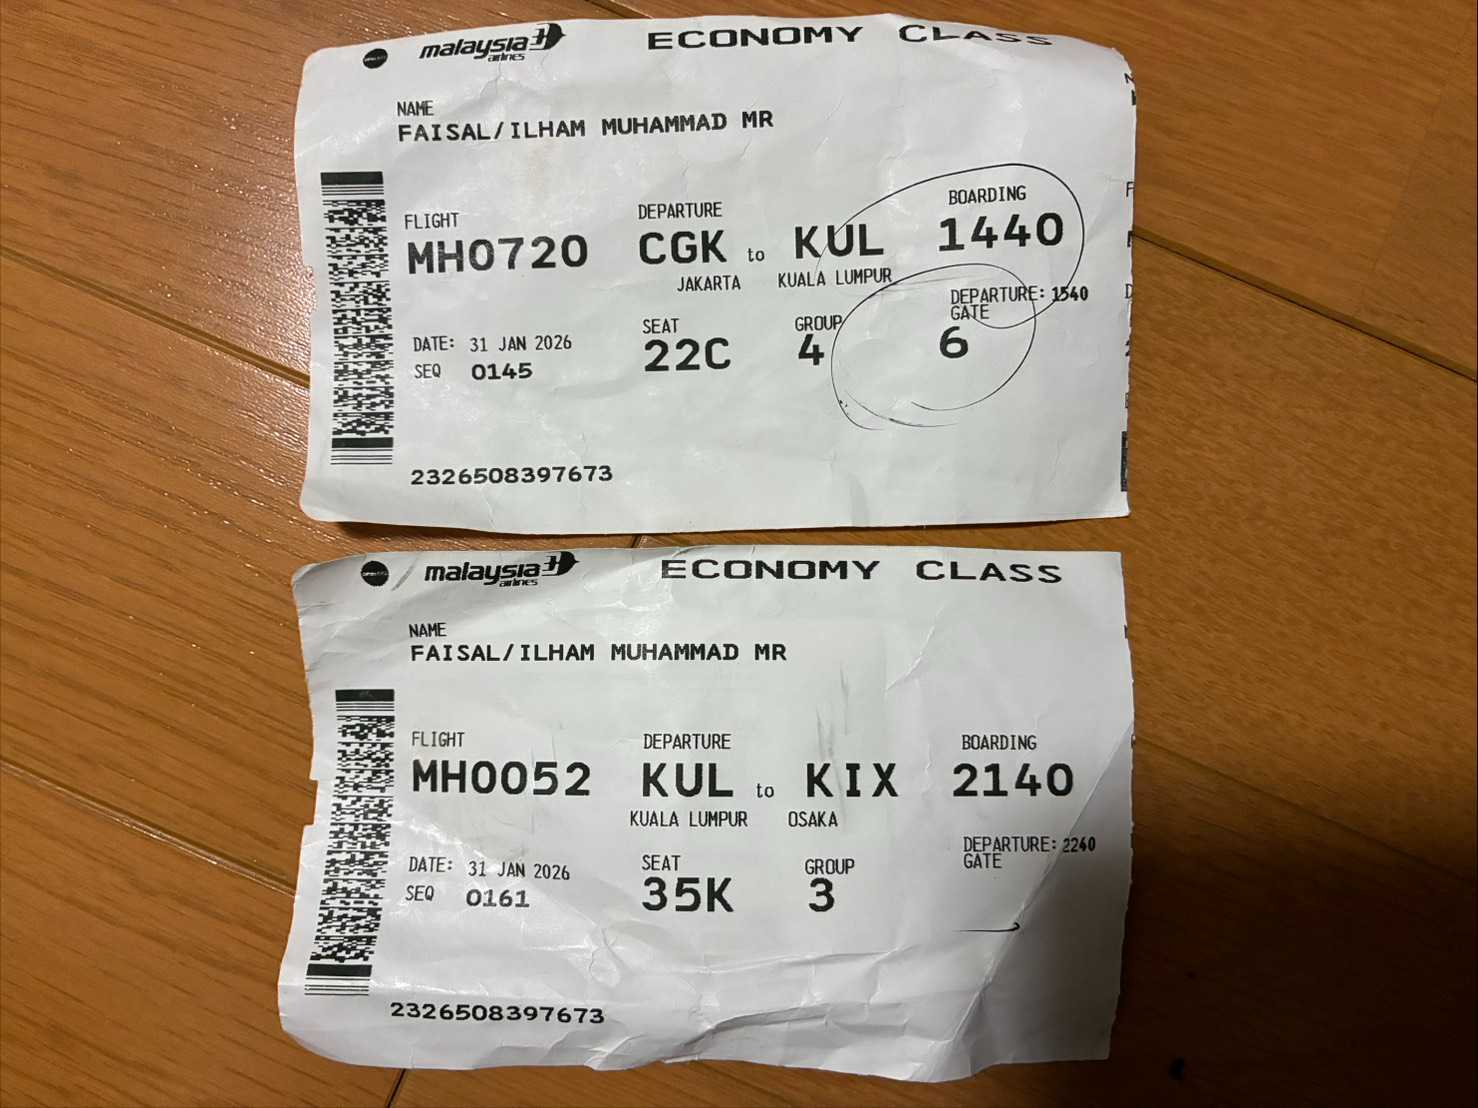 malaysia airlines ECONOMY CLASS
NAME
FAISAL/ILHAM MUHAMMAD MR
FLIGHT DEPARTURE BOARDING
MH0720 CGK to KUL 1440
JAKARTA KUALA LUMPUR
DEPARTURE: 1540
SEAT GROUP GATE
DATE: 31 JAN 2026 22C 4 6
SEQ 0145
2326508397673
malaysia airlines ECONOMY CLASS
NAME
FAISAL/ILHAM MUHAMMAD MR
FLIGHT DEPARTURE BOARDING
MH0052 KUL to KIX 2140
KUALA LUMPUR OSAKA
DEPARTURE: 2240
SEAT GROUP GATE
DATE: 31 JAN 2026 35K 3
SEQ 0161
2326508397673